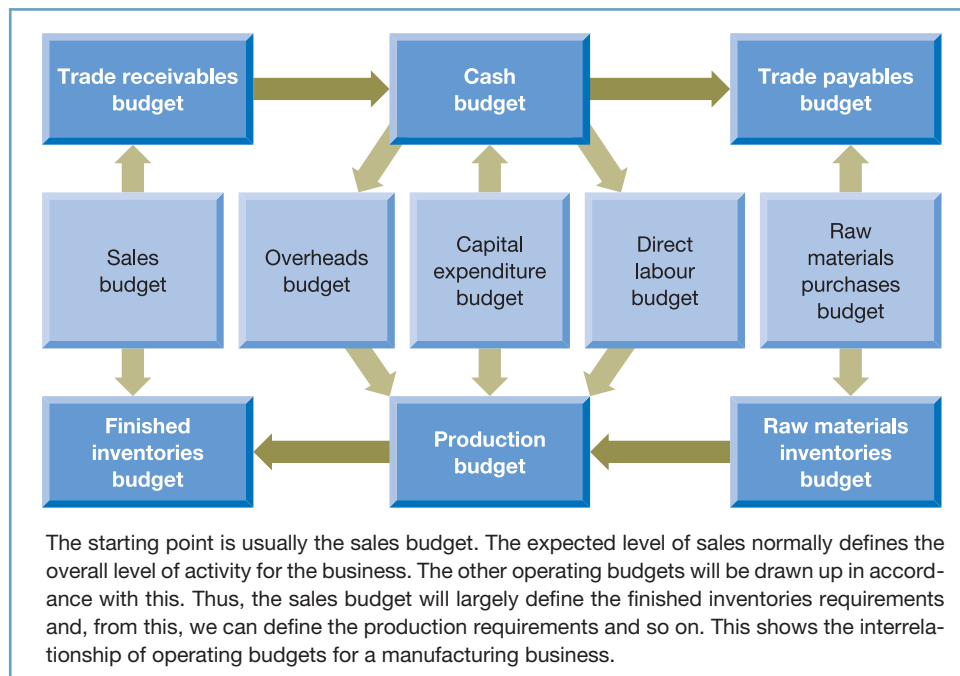 Trade receivables
budget
Cash
budget
Trade payables
budget
Sales
budget
Overheads
budget
Capital
expenditure
budget
Direct
labour
budget
Raw
materials
purchases
budget
Finished
inventories
budget
Production
budget
Raw materials
inventories
budget
The starting point is usually the sales budget. The expected level of sales normally defines the
overall level of activity for the business. The other operating budgets will be drawn up in accord-
ance with this. Thus, the sales budget will largely define the finished inventories requirements
and, from this, we can define the production requirements and so on. This shows the interrela-
tionship of operating budgets for a manufacturing business.